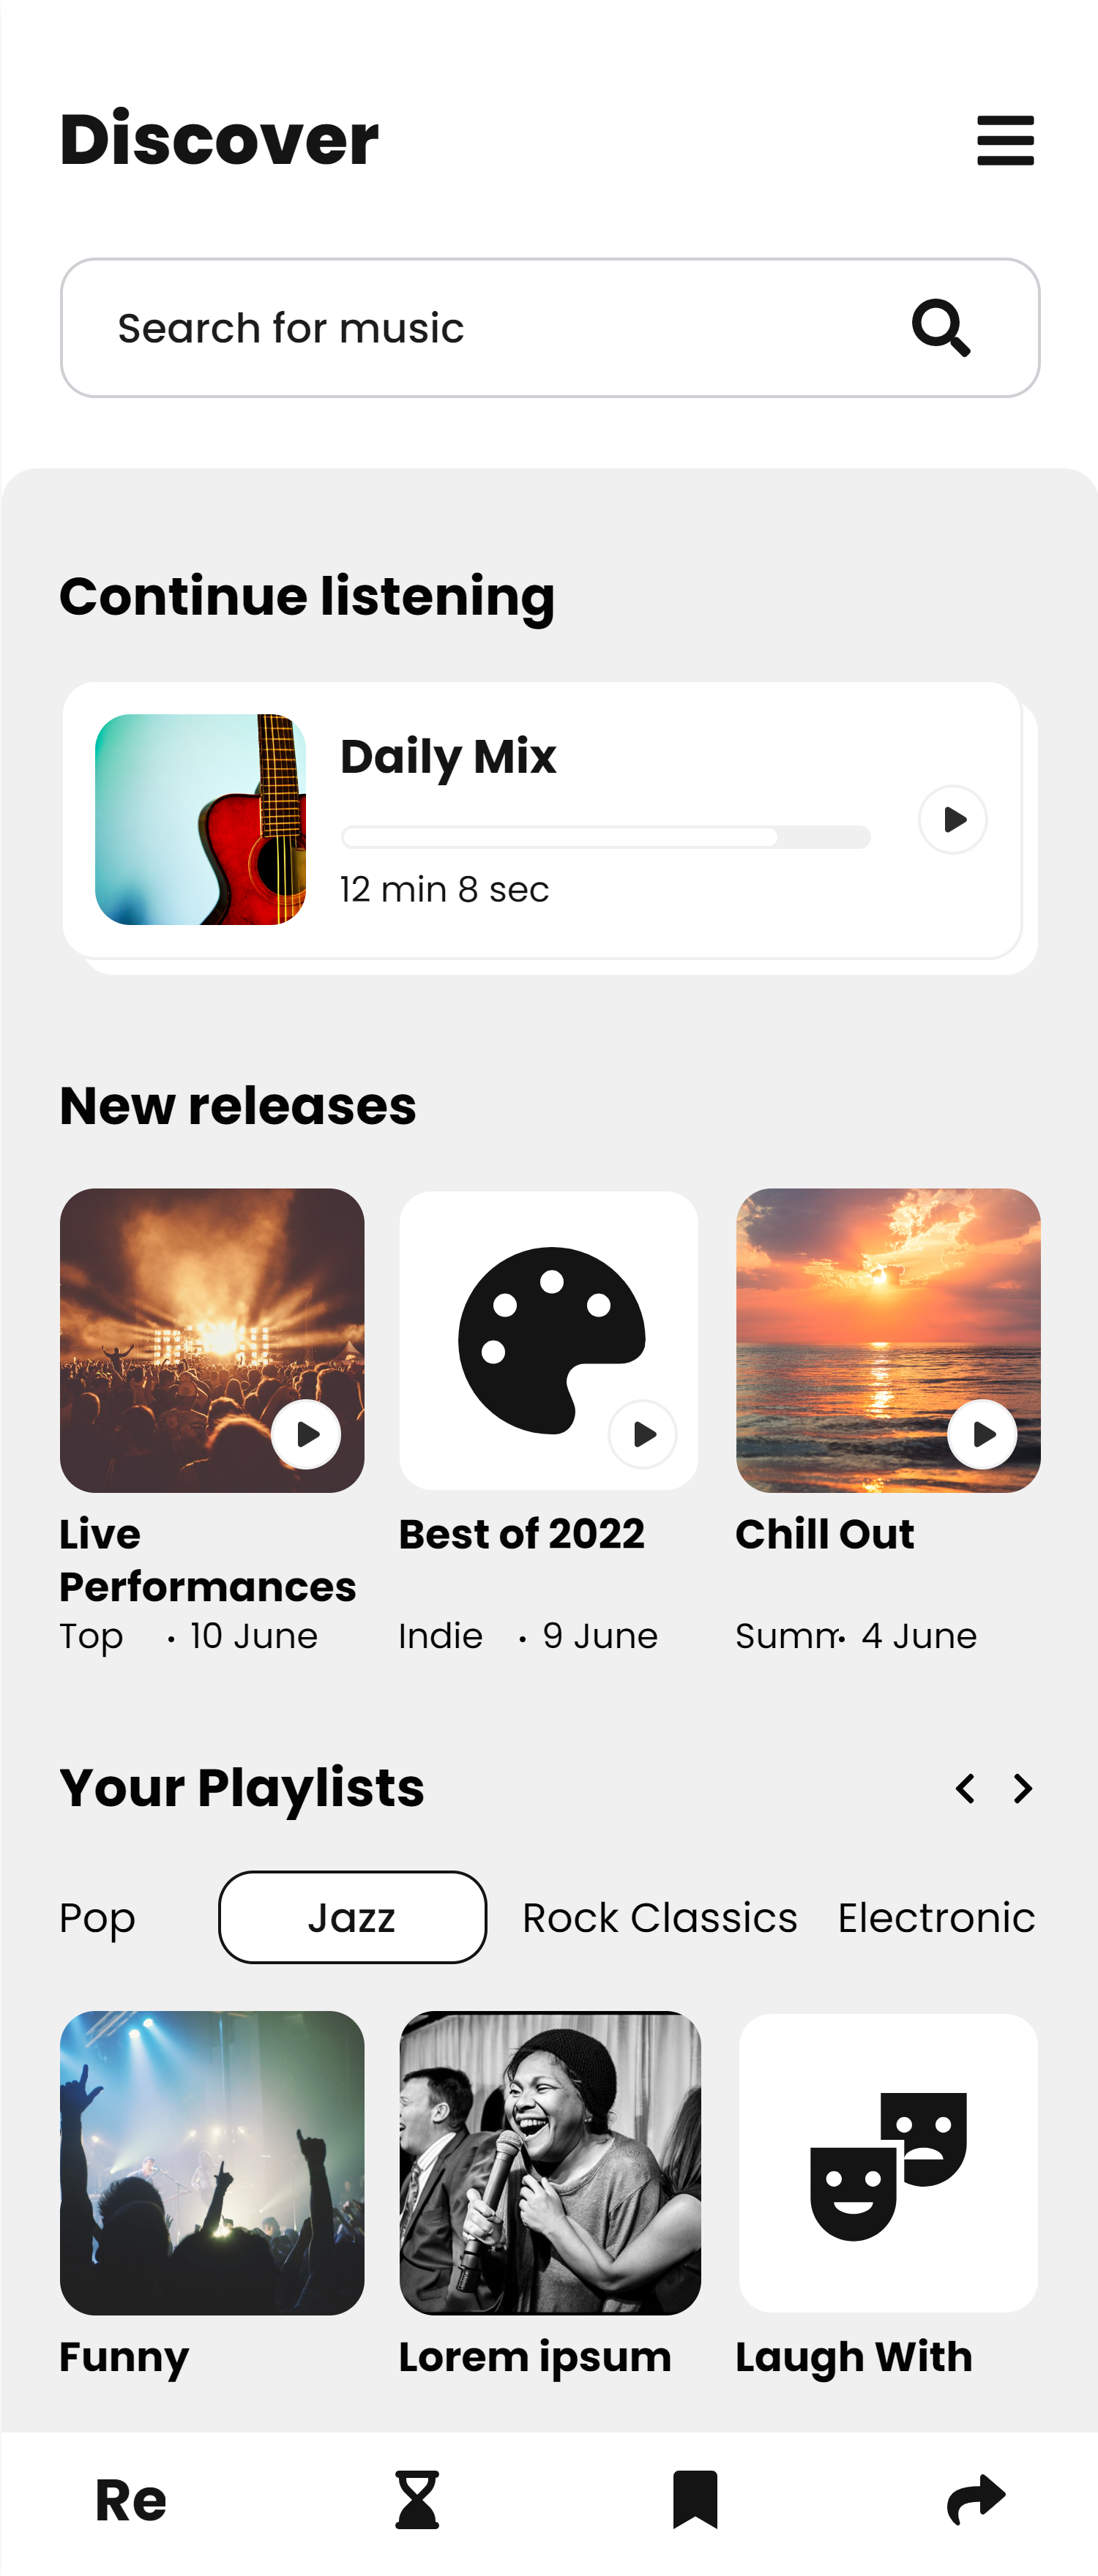 Discover
Search for music
Continue listening
Daily Mix
12 min 8 sec
New releases
Live
Performances
Top · 10 June
Best of 2022
Indie · 9 June
Chill Out
Summ · 4 June
Your Playlists
Pop Jazz Rock Classics Electronic
Funny
Lorem ipsum
Laugh With
Re